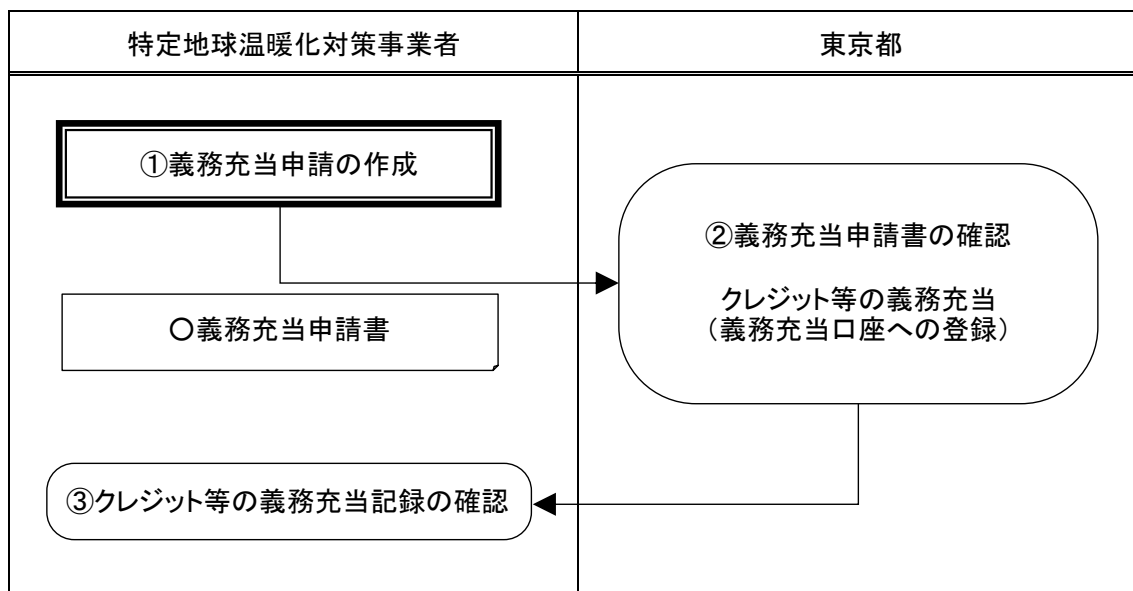 特定地球温暖化対策事業者
東京都
①義務充当申請の作成
②義務充当申請書の確認
クレジット等の義務充当
（義務充当口座への登録）
〇義務充当申請書
③クレジット等の義務充当記録の確認